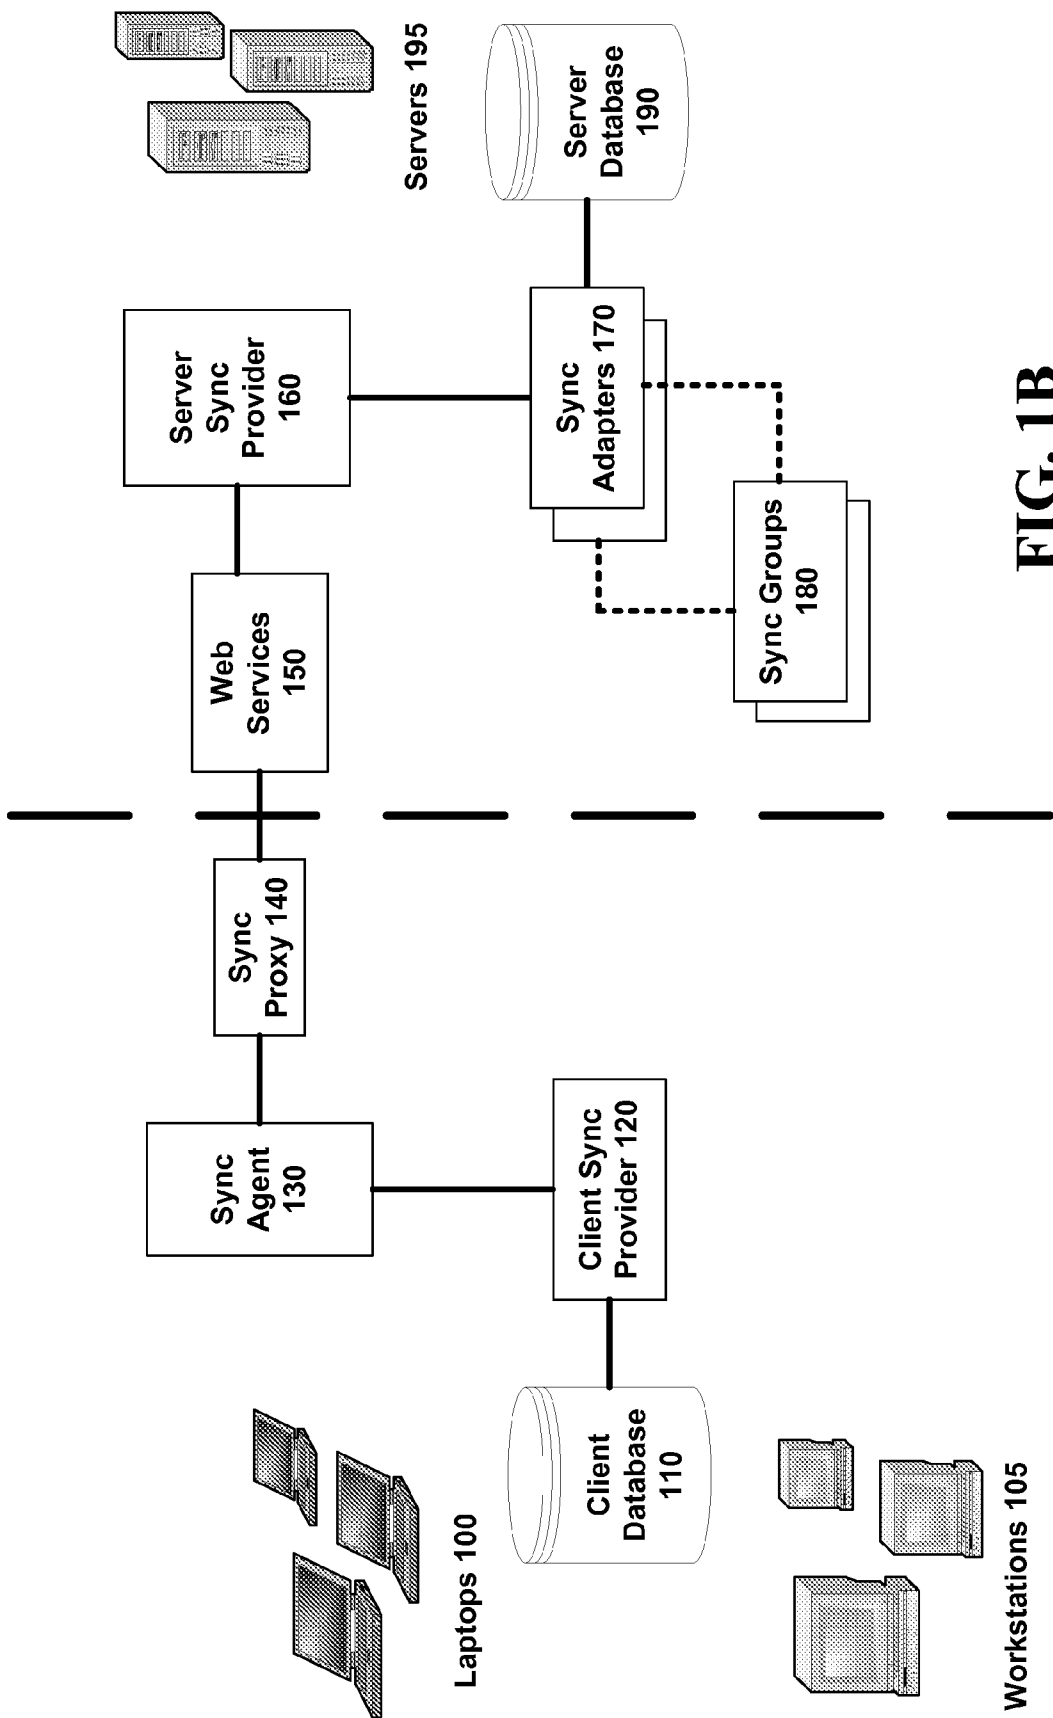 Laptops 100
Client
Database
110
Workstations 105
Sync
Agent
130
Client Sync
Provider 120
Sync
Proxy 140
Web
Services
150
Server
Sync
Provider
160
Sync
Adapters 170
Sync Groups
180
Servers 195
Server
Database
190
FIG. 1B